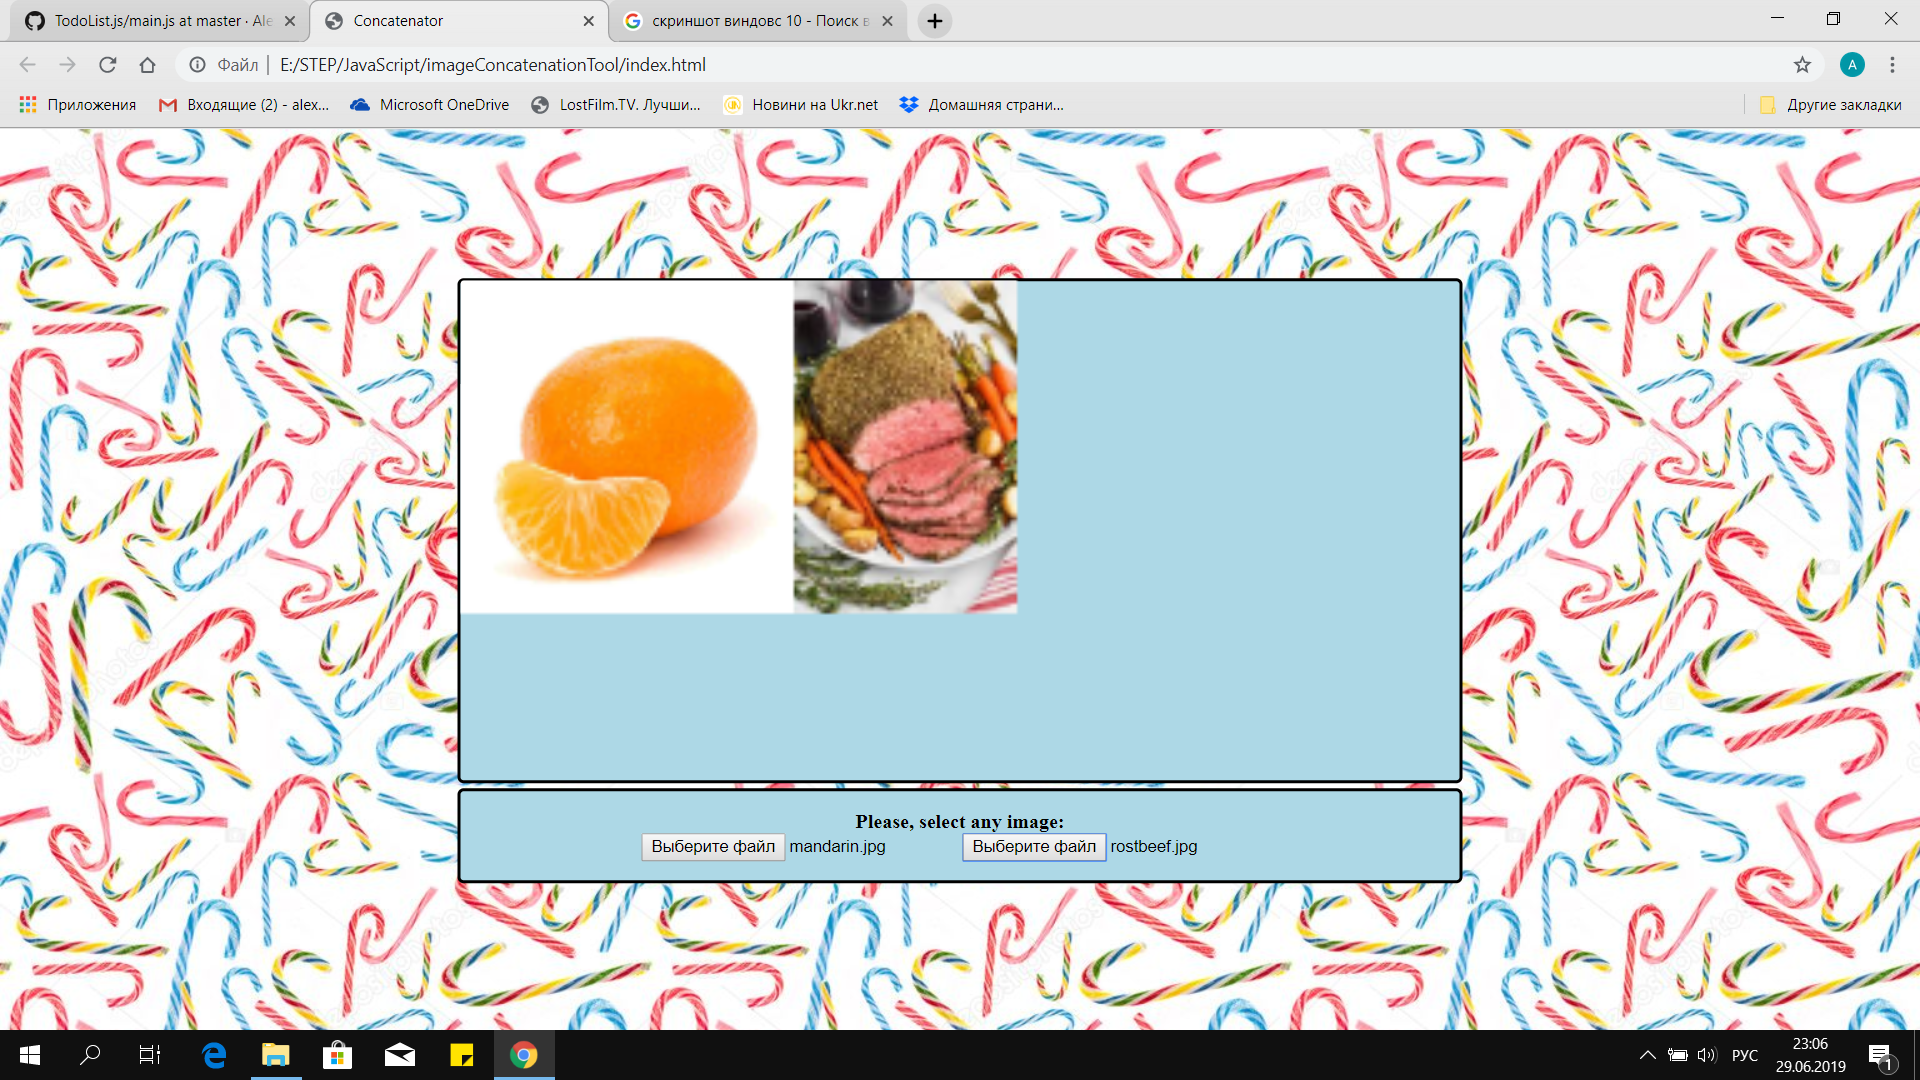 TodoList.js/main.js at master · Ale
Concatenator
скриншот виндовс 10 - Поиск в
Файл | E:/STEP/JavaScript/imageConcatenationTool/index.html
A
Приложения
Входящие (2) - alex...
Microsoft OneDrive
LostFilm.TV. Лучши...
Новини на Ukr.net
Домашняя страни...
Другие закладки
Please, select any image:
Выберите файл mandarin.jpg
Выберите файл rostbeef.jpg
РУС
23:06
29.06.2019
1